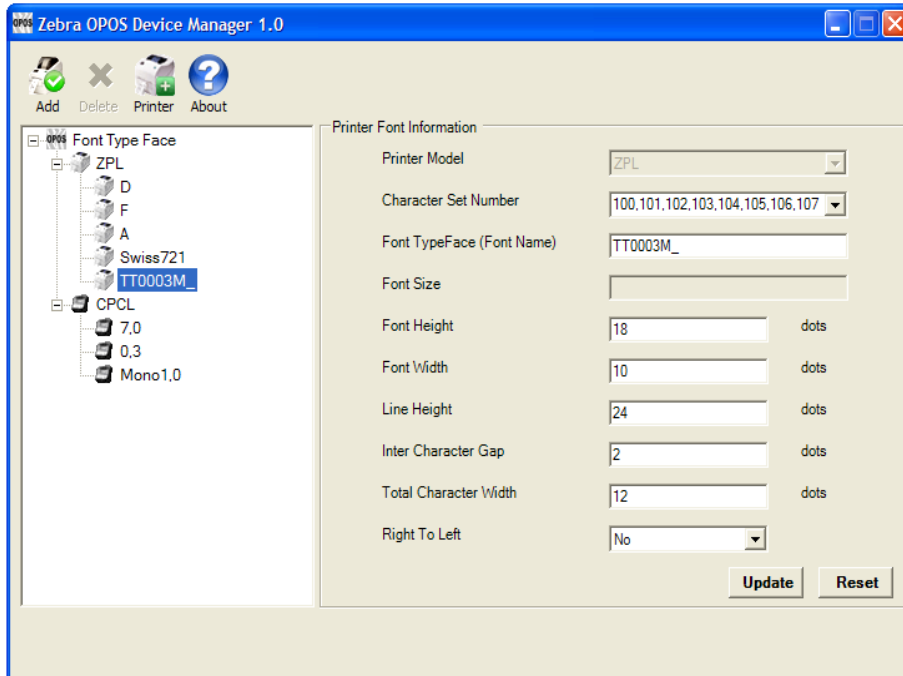 OPOS Zebra OPOS Device Manager 1.0
Add Delete Printer About
OPOS Font Type Face
ZPL
D
F
A
Swiss721
TT0003M_
CPCL
7,0
0,3
Mono1,0
Printer Font Information
Printer Model ZPL
Character Set Number 100,101,102,103,104,105,106,107
Font TypeFace (Font Name) TT0003M_
Font Size
Font Height 18 dots
Font Width 10 dots
Line Height 24 dots
Inter Character Gap 2 dots
Total Character Width 12 dots
Right To Left No
Update Reset